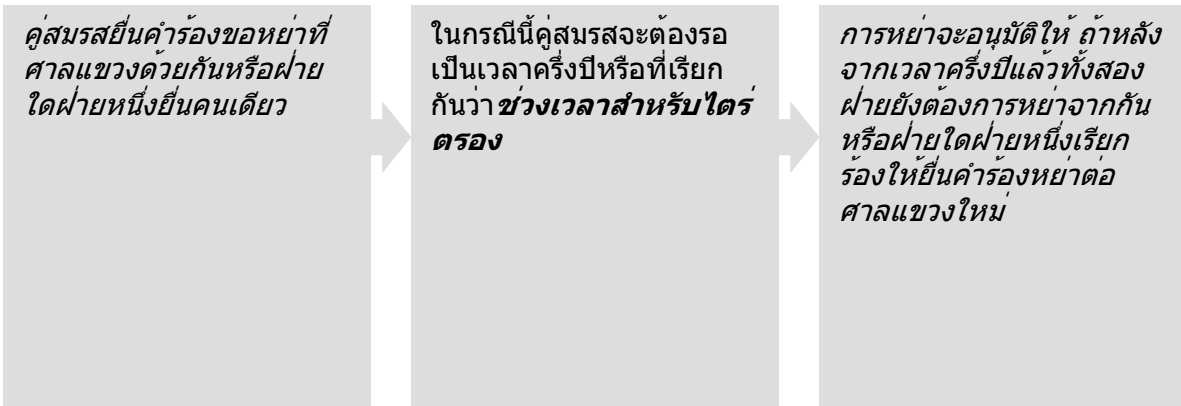 คู่สมรสยื่นคำร้องขอหย่าที่
ศาลแขวงด้วยกันหรือฝ่าย
ใดฝ่ายหนึ่งยื่นคนเดียว
ในกรณีนี้คู่สมรสจะต้องรอ
เป็นเวลาครึ่งปีหรือที่เรียก
กันว่าช่วงเวลาสำหรับไตร่
ตรอง
การหย่าจะอนุมัติให้ ถ้าหลัง
จากเวลาครึ่งปีแล้วทั้งสอง
ฝ่ายยังต้องการหย่าจากกัน
หรือฝ่ายใดฝ่ายหนึ่งเรียก
ร้องให้ยื่นคำร้องหย่าต่อ
ศาลแขวงใหม่